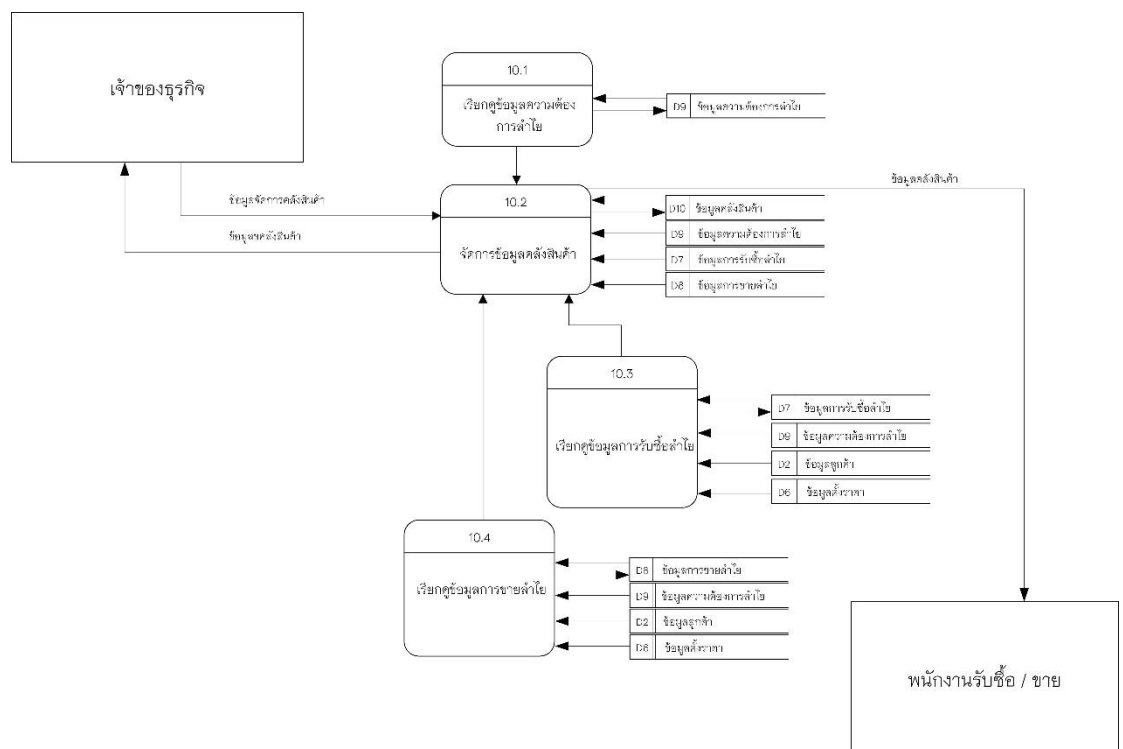 เจ้าของธุรกิจ
10.1
เรียกดูข้อมูลความต้อง
การลำไย
D9 ข้อมูลความต้องการลำไย
ข้อมูลคลังสินค้า
ข้อมูลจัดการคลังสินค้า
ข้อมูลขคลังสินค้า
10.2
จัดการข้อมูลคลังสินค้า
D10 ข้อมูลคลังสินค้า
D9 ข้อมูลความต้องการลำไย
D7 ข้อมูลการรับซื้อลำไย
D8 ข้อมูลการขายลำไย
10.3
เรียกดูข้อมูลการรับซื้อลำไย
D7 ข้อมูลการรับซื้อลำไย
D9 ข้อมูลความต้องการลำไย
D2 ข้อมูลลูกค้า
D6 ข้อมูลตั้งราคา
10.4
เรียกดูข้อมูลการขายลำไย
D8 ข้อมูลการขายลำไย
D9 ข้อมูลความต้องการลำไย
D2 ข้อมูลลูกค้า
D6 ข้อมูลตั้งราคา
พนักงานรับซื้อ / ขาย